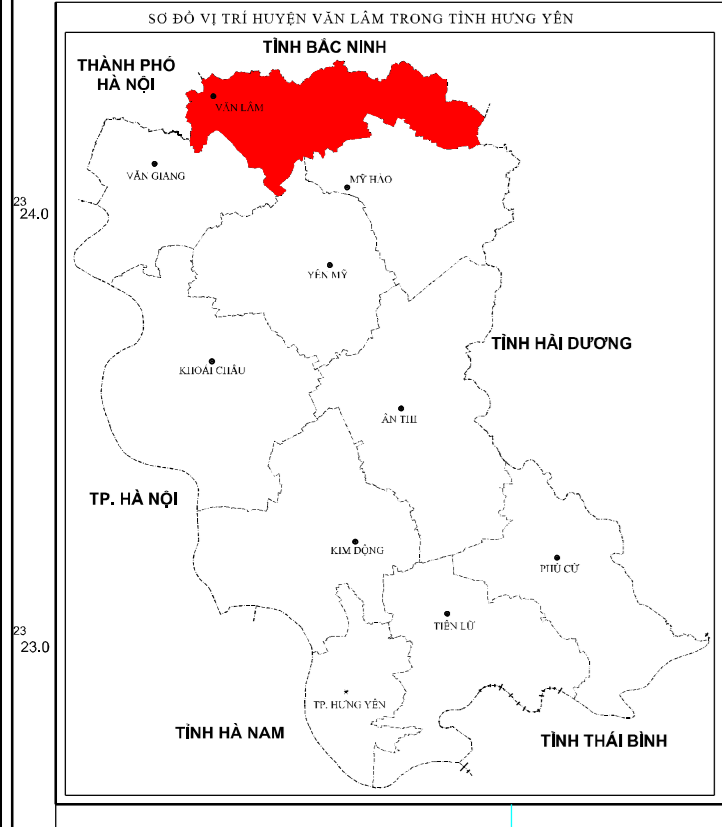 SƠ ĐỒ VỊ TRÍ HUYỆN VĂN LÂM TRONG TỈNH HƯNG YÊN
TỈNH BẮC NINH
THÀNH PHỐ
HÀ NỘI
VĂN LÂM
VĂN GIANG
MỸ HÀO
23
24.0
YÊN MỸ
TỈNH HẢI DƯƠNG
KHOÁI CHÂU
ÂN THI
TP. HÀ NỘI
KIM ĐỘNG
PHÙ CỪ
TIÊN LỮ
23
23.0
TP. HƯNG YÊN
TỈNH HÀ NAM
TỈNH THÁI BÌNH